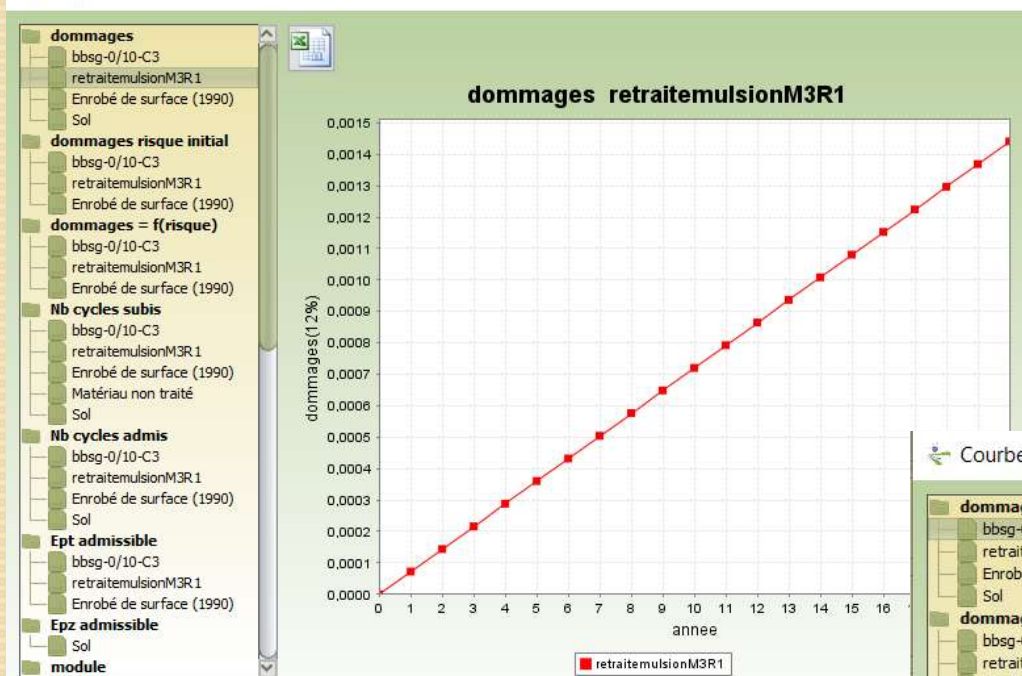 dommages
bbsg-0/10-C3
retraitemulsionM3R1
Enrobé de surface (1990)
Sol
dommages risque initial
bbsg-0/10-C3
retraitemulsionM3R1
Enrobé de surface (1990)
dommages = f(risque)
bbsg-0/10-C3
retraitemulsionM3R1
Enrobé de surface (1990)
Nb cycles subis
bbsg-0/10-C3
retraitemulsionM3R1
Enrobé de surface (1990)
Matériau non traité
Sol
Nb cycles admis
bbsg-0/10-C3
retraitemulsionM3R1
Enrobé de surface (1990)
Sol
Ept admissible
bbsg-0/10-C3
retraitemulsionM3R1
Enrobé de surface (1990)
Epz admissible
Sol
module
dommages retraitemulsionM3R1
dommages(12%)
0,0015
0,0014
0,0013
0,0012
0,0011
0,0010
0,0009
0,0008
0,0007
0,0006
0,0005
0,0004
0,0003
0,0002
0,0001
0,0000
0 1 2 3 4 5 6 7 8 9 10 11 12 13 14 15 16
annee
retraitemulsionM3R1
Courbe
dommag
bbsg-
retrait
Enrob
Sol
dommag
bbsg-
retrait